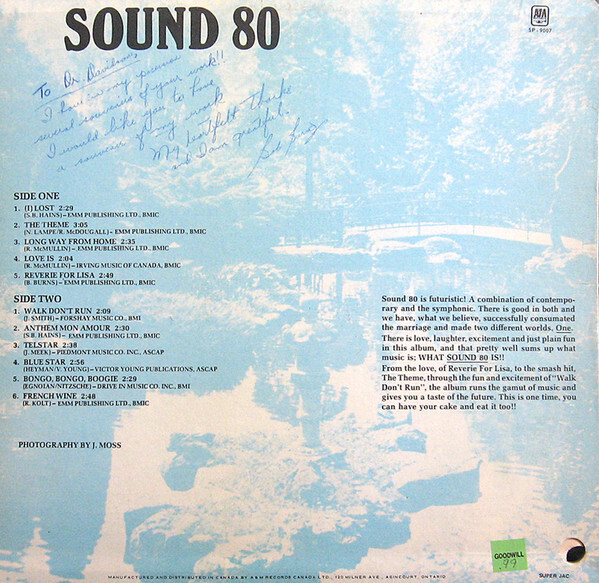 SOUND 80
A&M
SP-9007
To Dr. Davidson,
I have in my possession
several souvenirs of your work!!
I would like you to have
a souvenir of my work
My heartfelt thanks
and I am grateful.
SIDE ONE
1. (I) LOST 2:29
(S.B. HAINS) – EMM PUBLISHING LTD., BMIC
2. THE THEME 3:05
(N. LAMPE/R. McDOUGALL) – EMM PUBLISHING LTD., BMIC
3. LONG WAY FROM HOME 2:35
(R. McMULLIN) – EMM PUBLISHING LTD., BMIC
4. LOVE IS 2:04
(R. McMULLIN) – IRVING MUSIC OF CANADA, BMIC
5. REVERIE FOR LISA 2:49
(B. BURNS) – EMM PUBLISHING LTD., BMIC
SIDE TWO
1. WALK DON'T RUN 2:09
(J. SMITH) – FORSHAY MUSIC CO., – BMI
2. ANTHEM MON AMOUR 2:30
(S.B. HAINS) – EMM PUBLISHING LTD., BMIC
3. TELSTAR 2:38
(J. MEEK) – PIEDMONT MUSIC CO. INC., ASCAP
4. BLUE STAR 2:56
(HEYMAN/V. YOUNG) – VICTOR YOUNG PUBLICATIONS, ASCAP
5. BONGO, BONGO, BOOGIE 2:29
(IGNOIAN/NITZSCHE) – DRIVE IN MUSIC CO. INC., BMI
6. FRENCH WINE 2:48
(R. KOLT) – EMM PUBLISHING LTD., BMIC
PHOTOGRAPHY BY J. MOSS
Sound 80 is futuristic! A combination of contempo-
rary and the symphonic. There is good in both and
we have, what we believe, successfully consumated
the marriage and made two different worlds, One.
There is love, laughter, excitement and just plain fun
in this album, and that pretty well sums up what
music is; WHAT SOUND 80 IS!!
From the love, of Reverie For Lisa, to the smash hit,
The Theme, through the fun and excitement of "Walk
Don't Run", the album runs the gamut of music and
gives you a taste of the future. This is one time, you
can have your cake and eat it too!!
GOODWILL
.99
MANUFACTURED AND DISTRIBUTED IN CANADA BY A&M RECORDS CANADA LTD., 120 MILNER AVE., AGINCOURT, ONTARIO
SUPER JAC